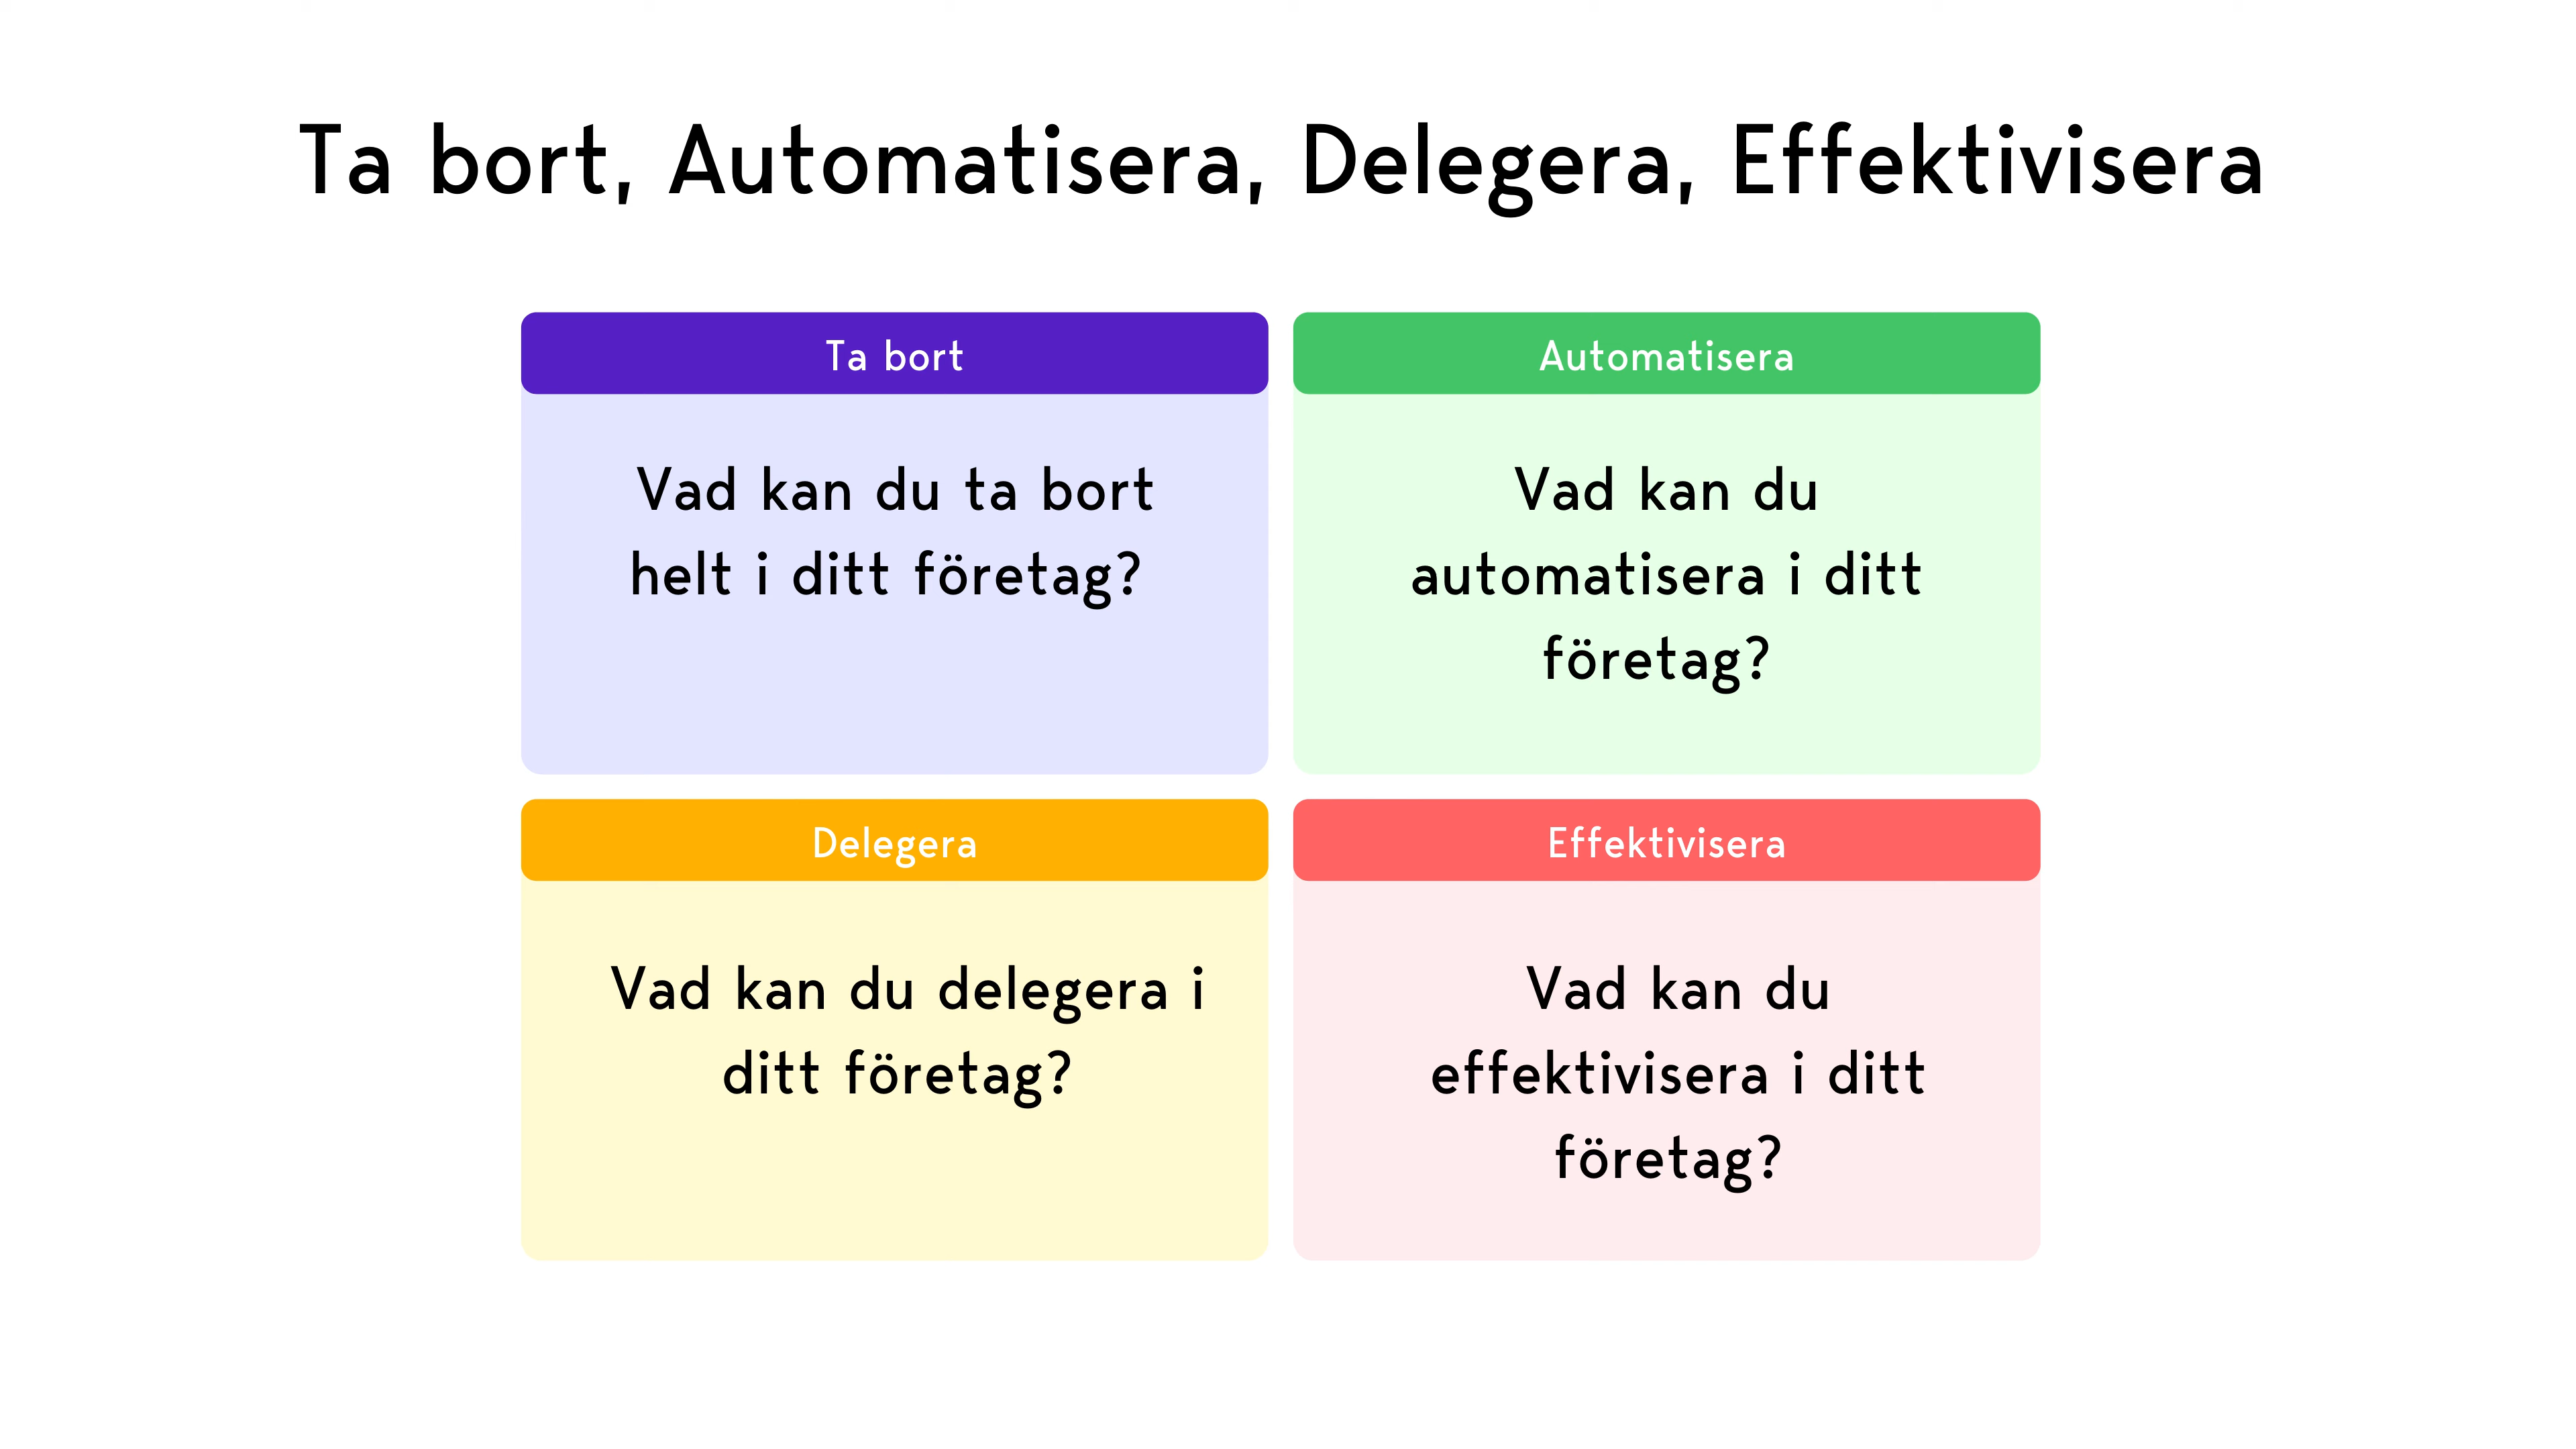 Ta bort, Automatisera, Delegera, Effektivisera
Ta bort
Vad kan du ta bort
helt i ditt företag?
Automatisera
Vad kan du
automatisera i ditt
företag?
Delegera
Vad kan du delegera i
ditt företag?
Effektivisera
Vad kan du
effektivisera i ditt
företag?